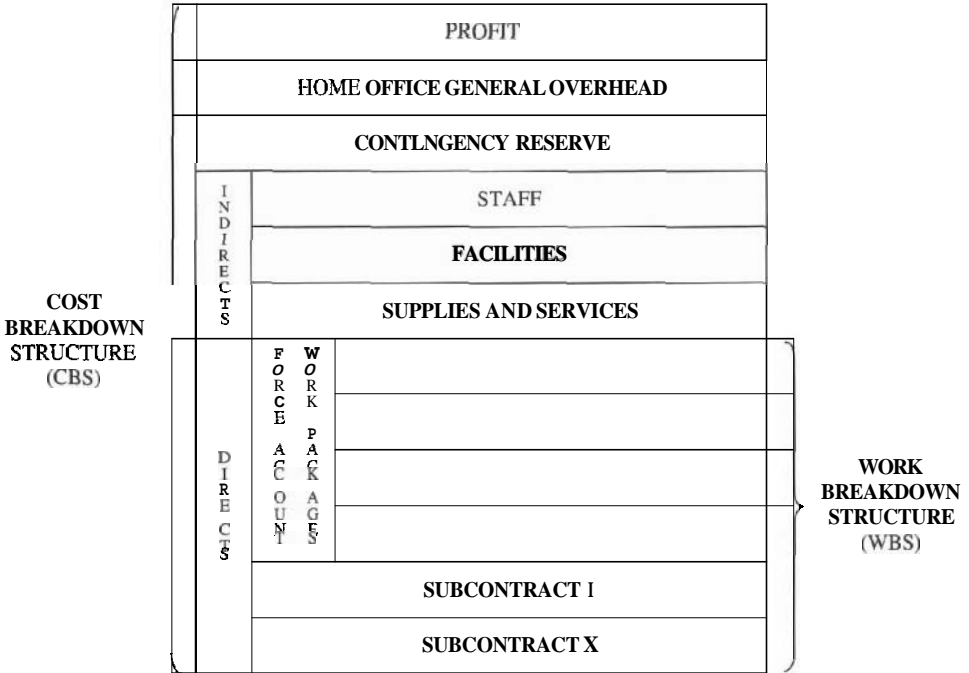 PROFIT
HOME OFFICE GENERAL OVERHEAD
CONTLNGENCY RESERVE
INDIRECTS
STAFF
FACILITIES
SUPPLIES AND SERVICES
COST
BREAKDOWN
STRUCTURE
(CBS)
DIRECTS
FORCE ACCOUNT
WORK PACKAGES
WORK
BREAKDOWN
STRUCTURE
(WBS)
SUBCONTRACT I
SUBCONTRACT X